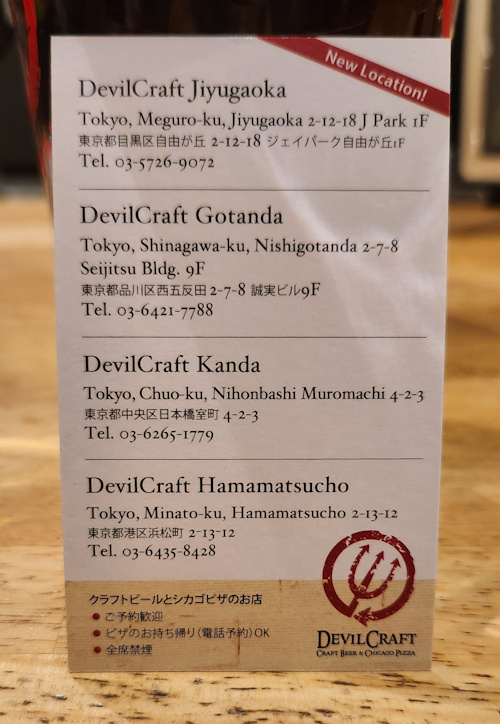 New Location!
DevilCraft Jiyugaoka
Tokyo, Meguro-ku, Jiyugaoka 2-12-18 J Park 1F
東京都目黒区自由が丘 2-12-18 ジェイパーク自由が丘1F
Tel. 03-5726-9072
DevilCraft Gotanda
Tokyo, Shinagawa-ku, Nishigotanda 2-7-8
Seijitsu Bldg. 9F
東京都品川区西五反田 2-7-8 誠実ビル9F
Tel. 03-6421-7788
DevilCraft Kanda
Tokyo, Chuo-ku, Nihonbashi Muromachi 4-2-3
東京都中央区日本橋室町 4-2-3
Tel. 03-6265-1779
DevilCraft Hamamatsucho
Tokyo, Minato-ku, Hamamatsucho 2-13-12
東京都港区浜松町 2-13-12
Tel. 03-6435-8428
クラフトビールとシカゴピザのお店
● ご予約歓迎
● ピザのお持ち帰り(電話予約)OK
● 全席禁煙
DEVILCRAFT
CRAFT BEER & CHICAGO PIZZA